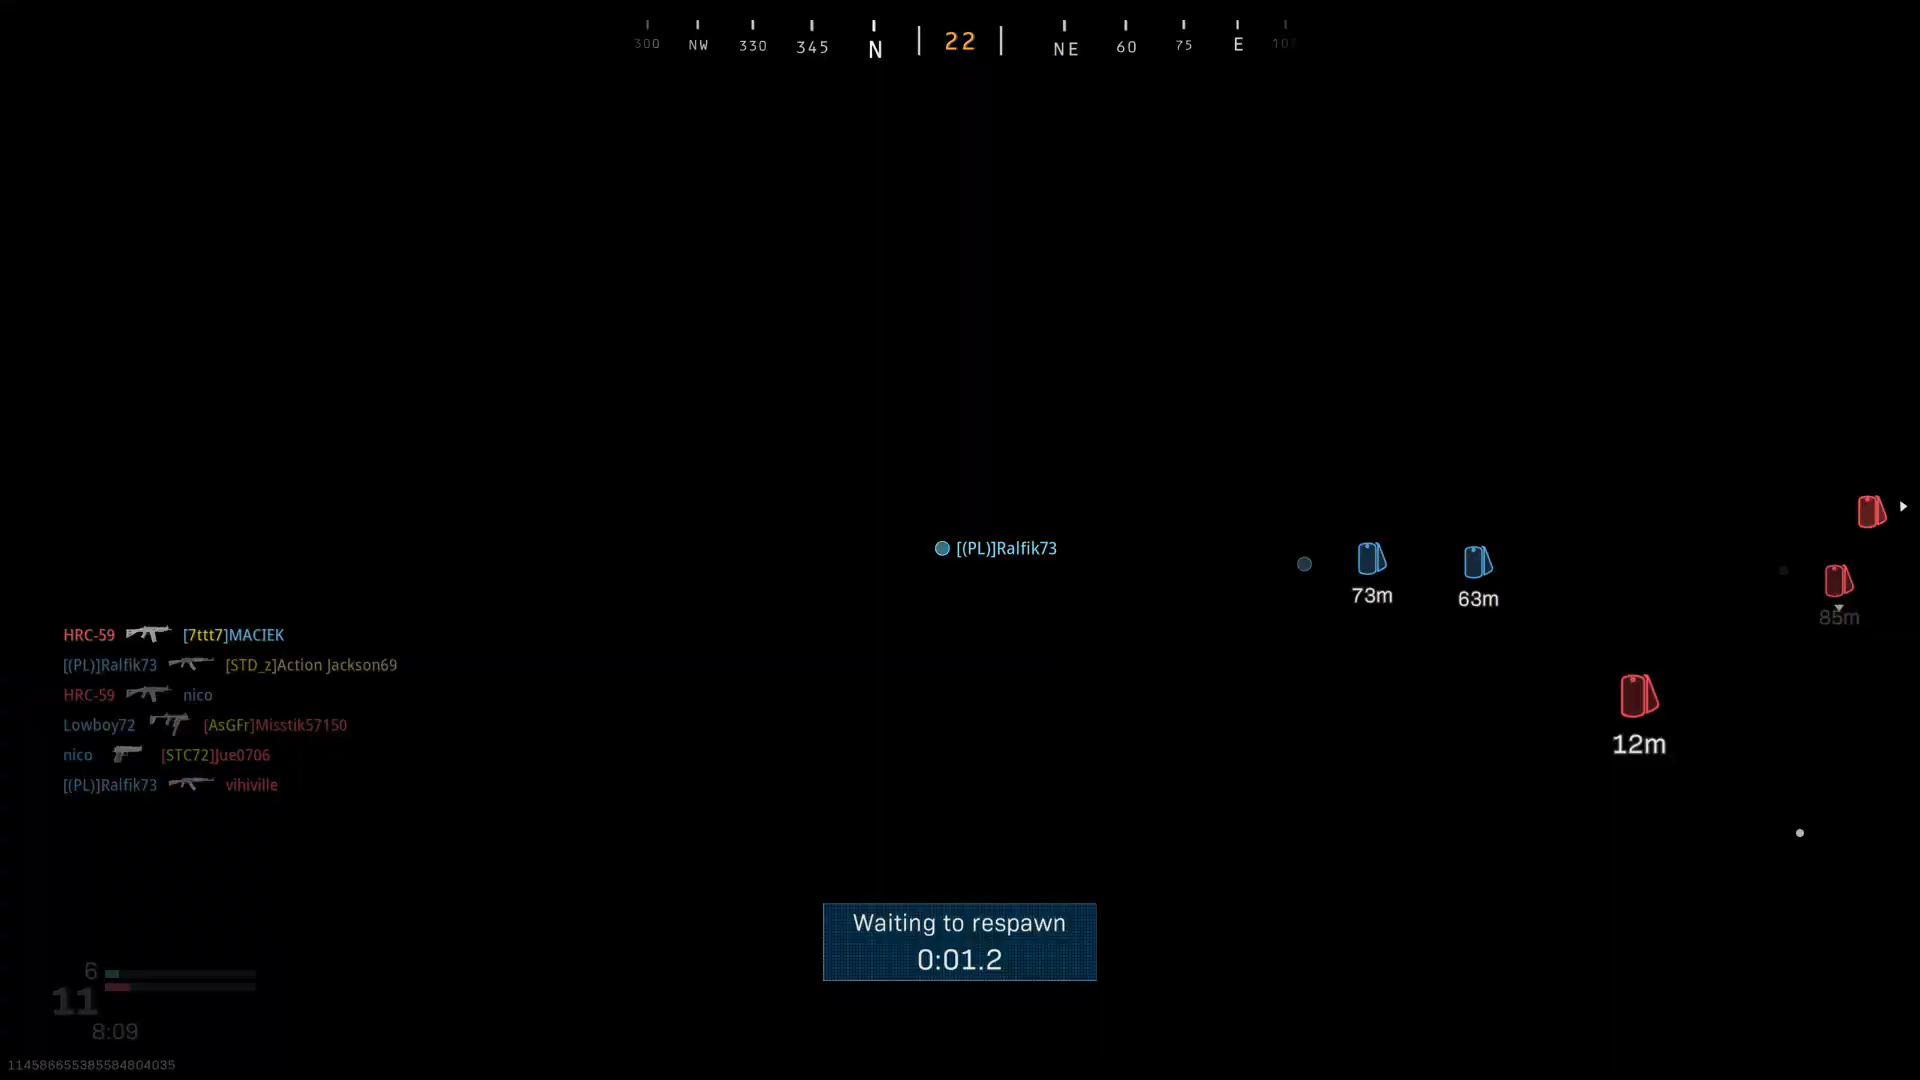 300 NW 330 345 N 22 NE 60 75 E
[(PL)]Ralfik73
73m 63m
85m
HRC-59 [7ttt7]MACIEK
[(PL)]Ralfik73 [STD_z]Action Jackson69
HRC-59 nico
Lowboy72 [AsGFr]Misstik57150
nico [STC72]Jue0706
12m
[(PL)]Ralfik73 vihiville
Waiting to respawn
0:01.2
6
11
8:09
114586655385584804035